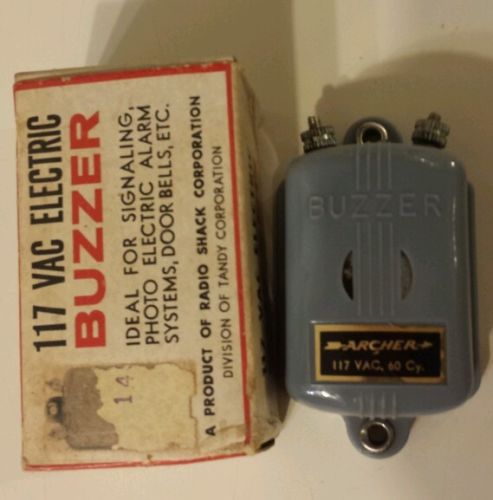 117 VAC ELECTRIC
BUZZER
IDEAL FOR SIGNALING,
PHOTO ELECTRIC ALARM
SYSTEMS, DOOR BELLS, ETC.
A PRODUCT OF RADIO SHACK CORPORATION
DIVISION OF TANDY CORPORATION
14
BUZZER
ARCHER
117 VAC, 60 Cy.